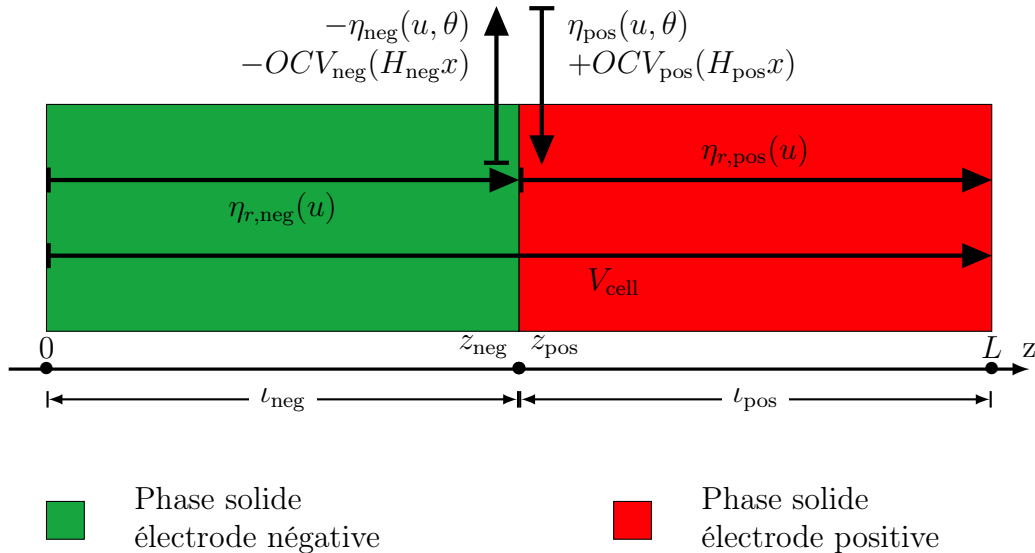 −η_neg(u, θ)
−OCV_neg(H_neg x)
η_pos(u, θ)
+OCV_pos(H_pos x)
η_r,pos(u)
η_r,neg(u)
V_cell
0
z_neg
z_pos
L
z
ι_neg
ι_pos
Phase solide
électrode négative
Phase solide
électrode positive